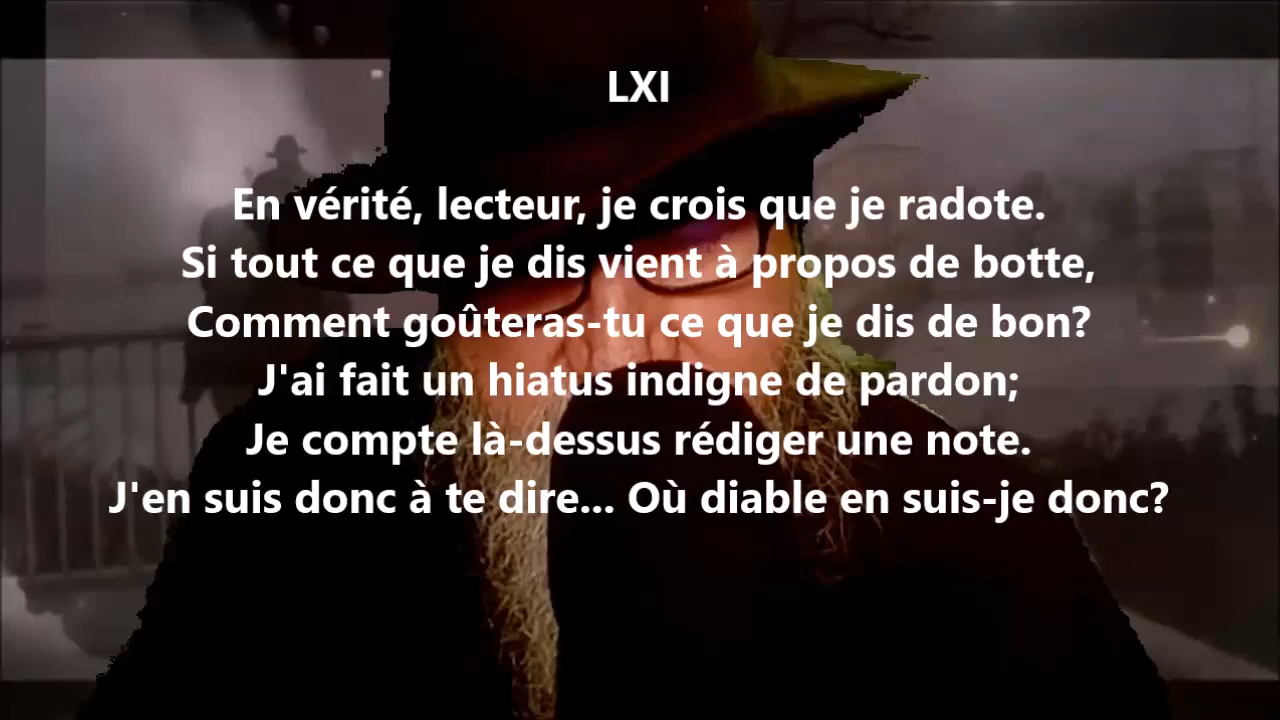 LXI
En vérité, lecteur, je crois que je radote.
Si tout ce que je dis vient à propos de botte,
Comment goûteras-tu ce que je dis de bon?
J'ai fait un hiatus indigne de pardon;
Je compte là-dessus rédiger une note.
J'en suis donc à te dire... Où diable en suis-je donc?